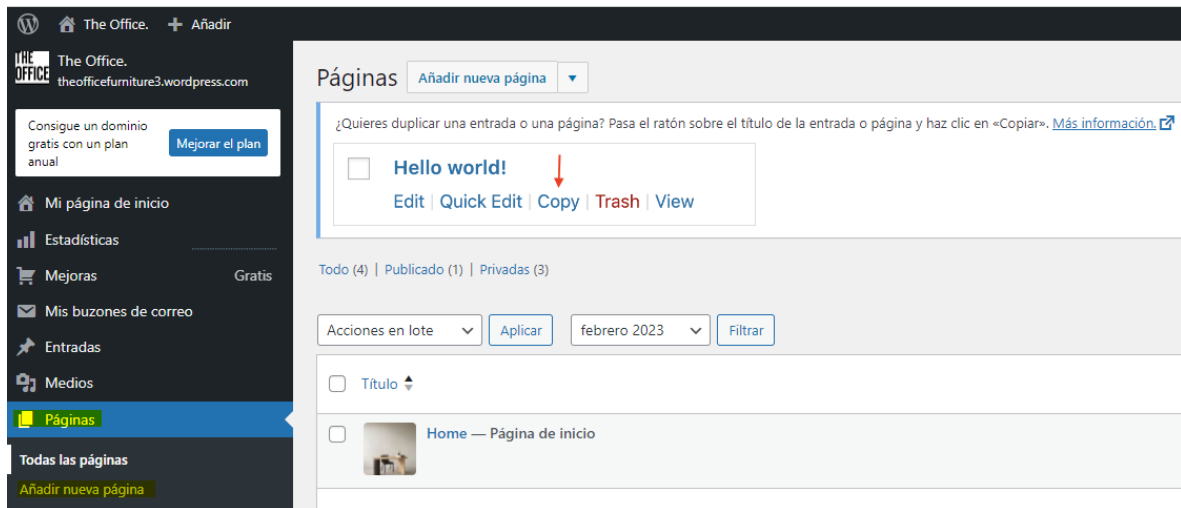 The Office. + Añadir
THE OFFICE
The Office.
theofficefurniture3.wordpress.com
Consigue un dominio
gratis con un plan
anual
Mejorar el plan
Mi página de inicio
Estadísticas
Mejoras Gratis
Mis buzones de correo
Entradas
Medios
Páginas
Todas las páginas
Añadir nueva página
Páginas Añadir nueva página
¿Quieres duplicar una entrada o una página? Pasa el ratón sobre el título de la entrada o página y haz clic en «Copiar». Más información.
Hello world!
Edit | Quick Edit | Copy | Trash | View
Todo (4) | Publicado (1) | Privadas (3)
Acciones en lote Aplicar febrero 2023 Filtrar
Título
Home — Página de inicio